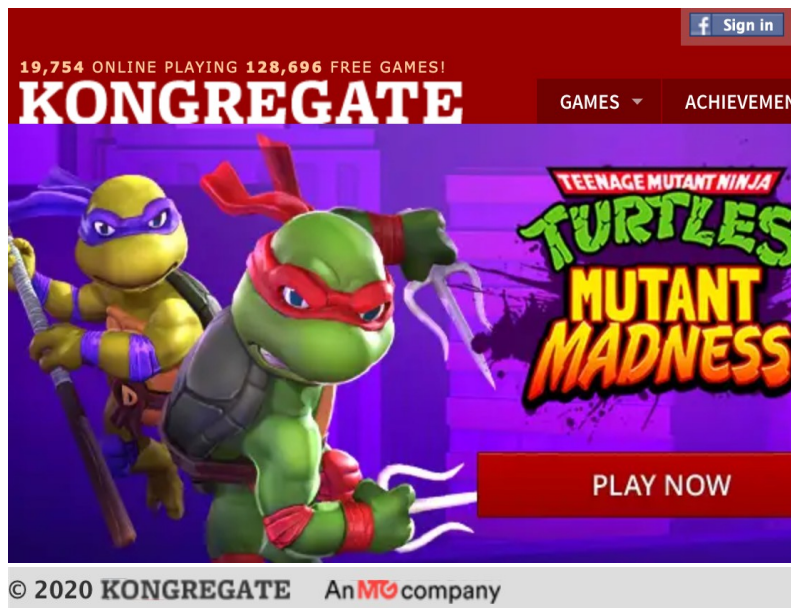 f Sign in
19,754 ONLINE PLAYING 128,696 FREE GAMES!
KONGREGATE
GAMES
ACHIEVEMEN
TEENAGE MUTANT NINJA
TURTLES
MUTANT
MADNESS
D
PLAY NOW
© 2020 KONGREGATE An MTG company